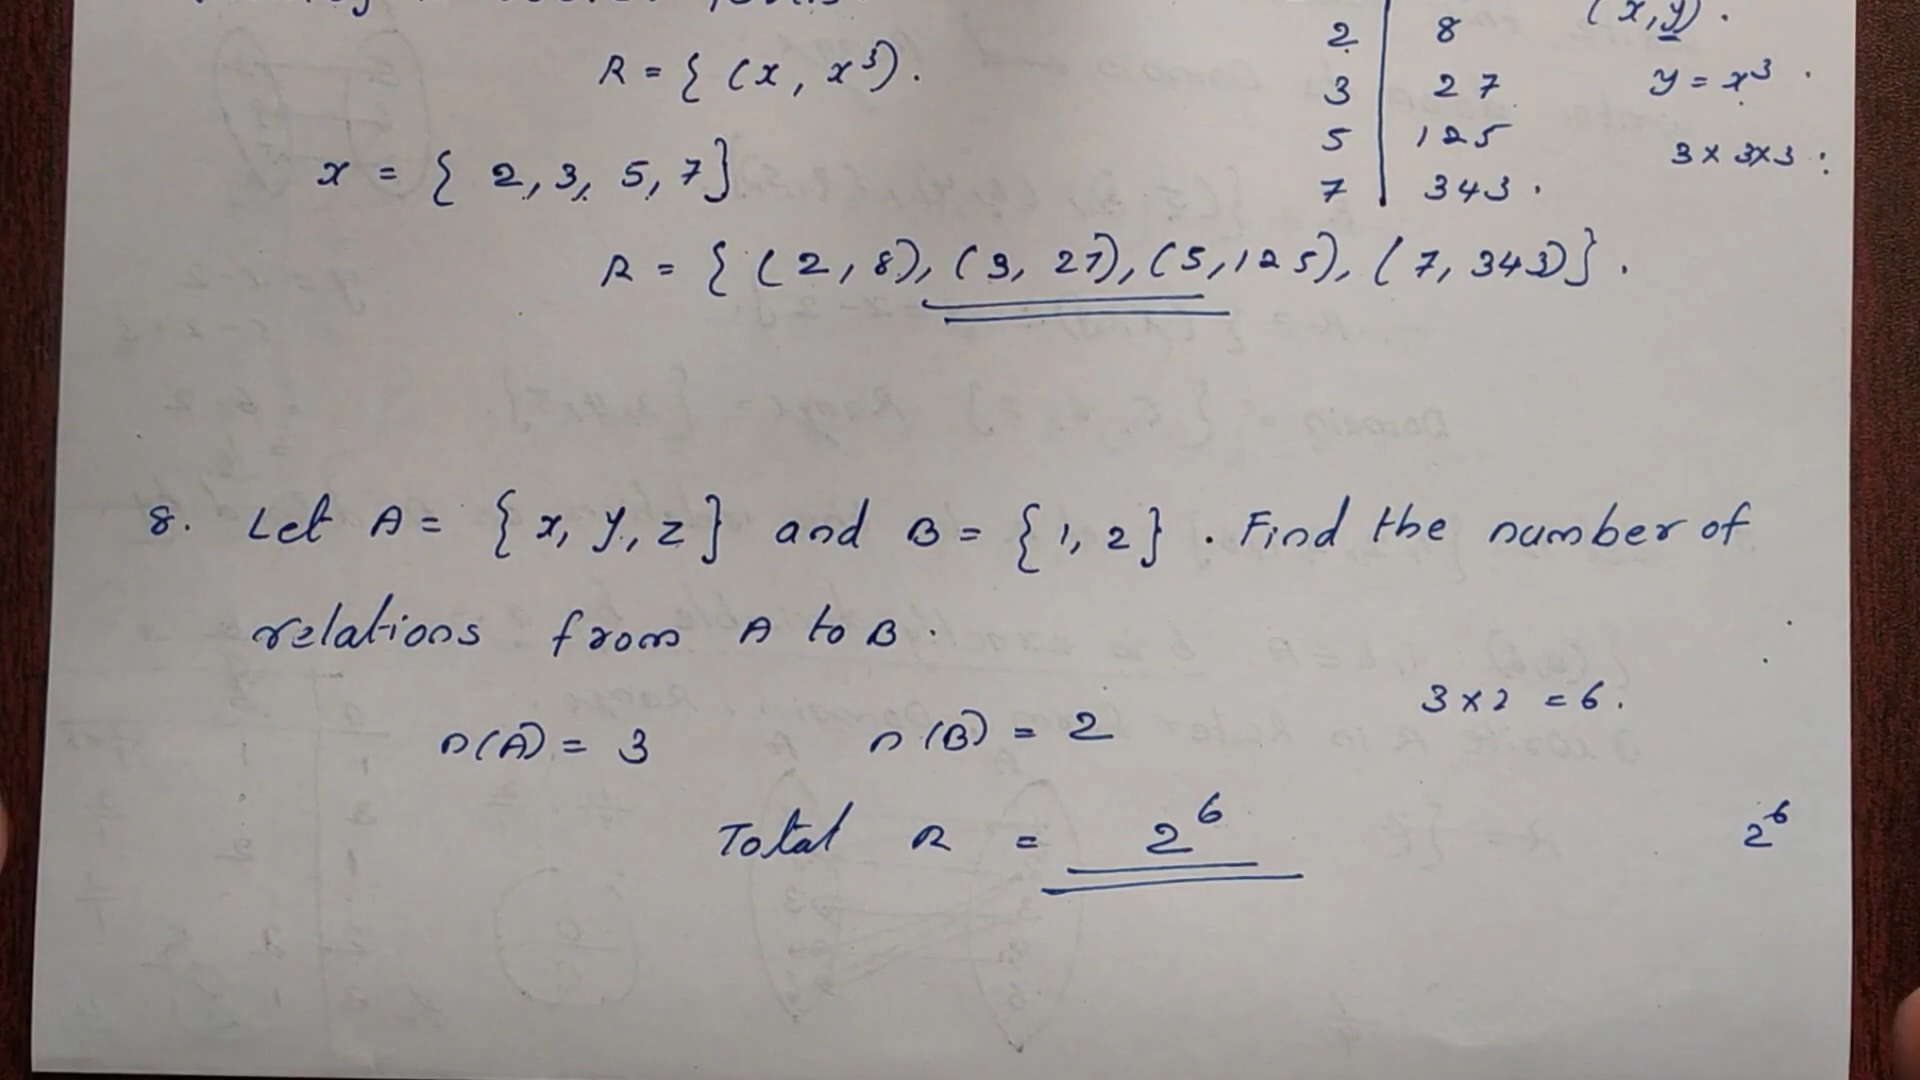 R = { (x, x³).
x = { 2, 3, 5, 7}
R = { (2, 8), (3, 27), (5, 125), (7, 343)}.
2 | 8
3 | 27
5 | 125
7 | 343.
(x, y).
y = x³.
3 x 3x3 :
8. Let A = {x, y, z} and B = {1, 2}. Find the number of
relations from A to B.
n(A) = 3 n(B) = 2
3 x 2 = 6.
Total R = 2⁶
2⁶